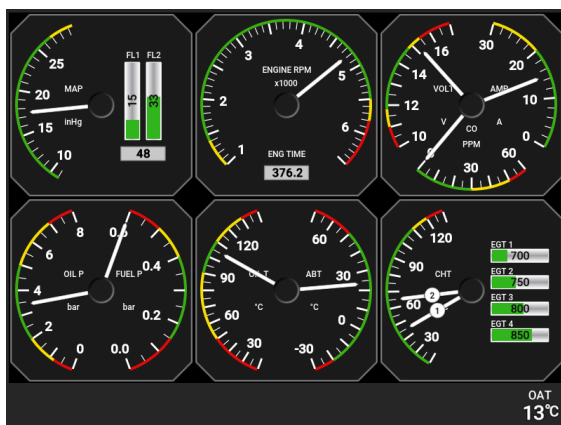 25
20
15
10
MAP
inHg
FL1 FL2
15 33
48
1
2
3
4
5
6
ENGINE RPM
x1000
ENG TIME
376.2
16
14
12
10
VOLT
V
30
20
10
0
AMP
A
CO
PPM
0
30
60
8
6
4
2
0
OIL P
bar
0.6
0.4
0.2
0.0
FUEL P
bar
120
90
60
30
°C
60
30
0
-30
ABT
°C
120
90
60
30
CHT
2
1
°C
EGT 1
700
EGT 2
750
EGT 3
800
EGT 4
850
OAT
13°C